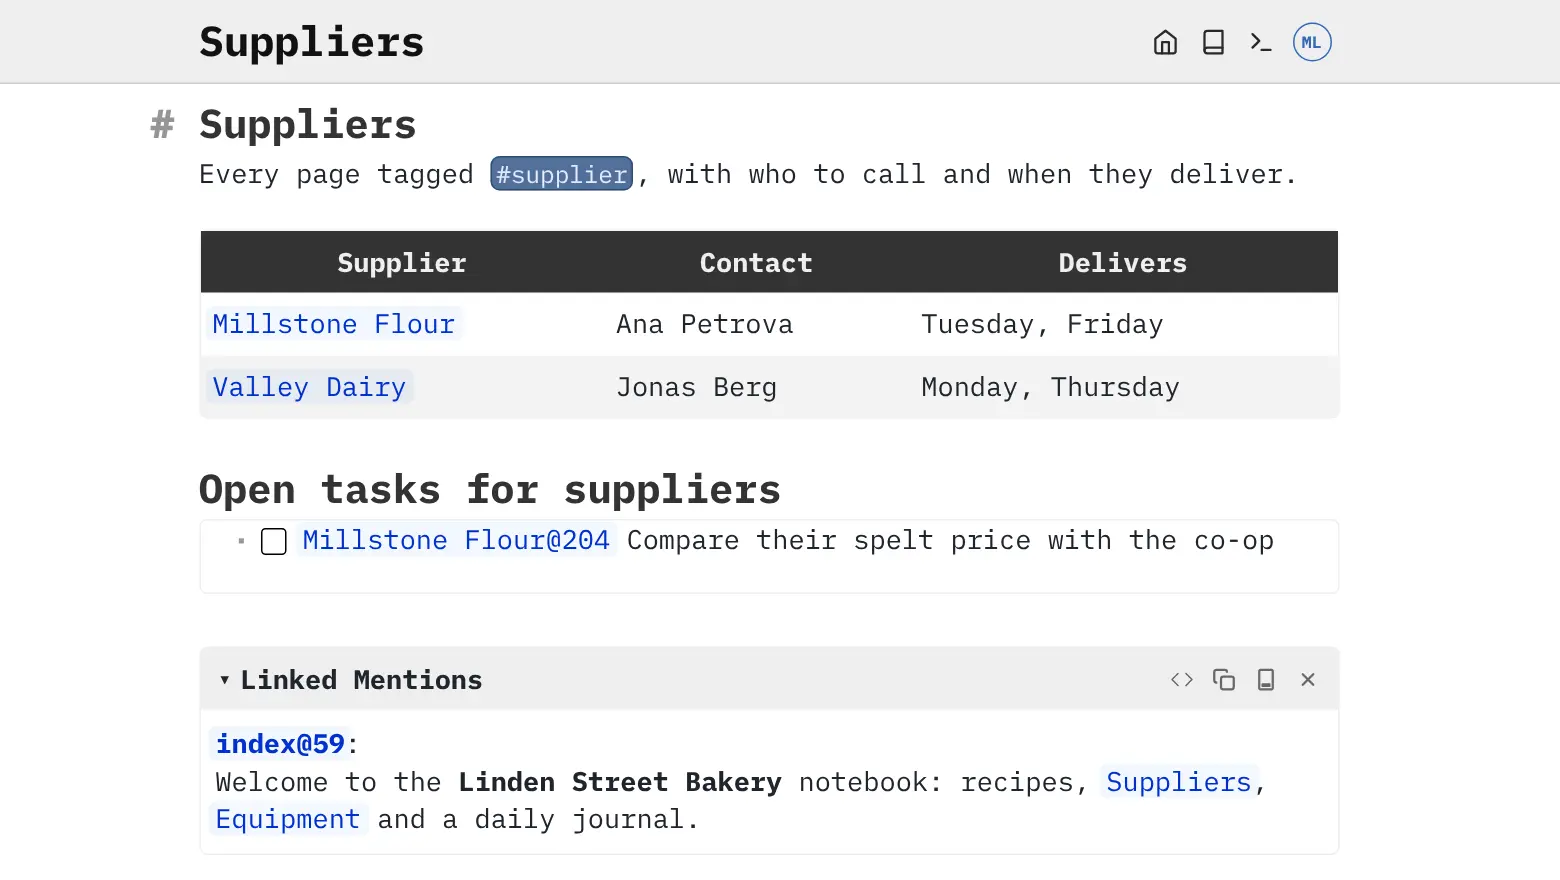 Suppliers
ML
# Suppliers
Every page tagged #supplier, with who to call and when they deliver.
Supplier Contact Delivers
Millstone Flour Ana Petrova Tuesday, Friday
Valley Dairy Jonas Berg Monday, Thursday
Open tasks for suppliers
Millstone Flour@204 Compare their spelt price with the co-op
Linked Mentions
index@59:
Welcome to the Linden Street Bakery notebook: recipes, Suppliers,
Equipment and a daily journal.